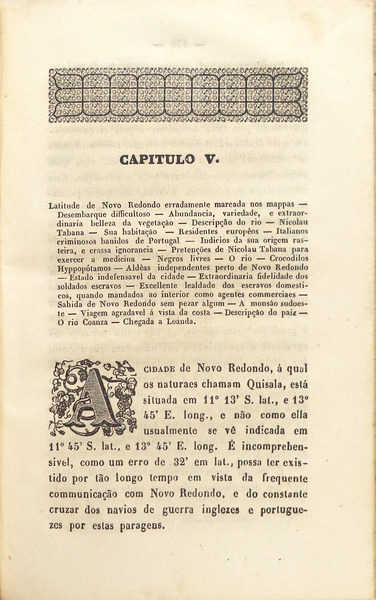 CAPITULO V.
Latitude de Novo Redondo erradamente marcada nos mappas —
Desembarque difficultoso — Abundancia, variedade, e extraor-
dinaria belleza da vegetação — Descripção do rio — Nicolau
Tabana — Sua habitação — Residentes europêos — Italianos
criminosos banidos de Portugal — Indicios da sua origem ras-
teira, e crassa ignorancia — Pretenções de Nicolau Tabana para
exercer a medicina — Negros livres — O rio — Crocodilos
Hyppopótamos — Aldêas independentes perto de Novo Redondo
— Estado indefensavel da cidade — Extraordinaria fidelidade dos
soldados escravos — Excellente lealdade dos escravos domesti-
cos, quando mandados ao interior como agentes commerciaes —
Sahida de Novo Redondo sem pezar algum — A monsão sudoes-
te — Viagem agradavel á vista da costa — Descripção do paiz —
O rio Coanza — Chegada a Loanda.
A CIDADE de Novo Redondo, á qual
os naturaes chamam Quisala, está
situada em 11° 13' S. lat., e 13°
45' E. long., e não como ella
usualmente se vê indicada em
11° 45' S. lat., e 13° 45' E. long. É incomprehen-
sivel, como um erro de 32' em lat., possa ter exis-
tido por tão longo tempo em vista da frequente
communicação com Novo Redondo, e do constante
cruzar dos navios de guerra inglezes e portugue-
zes por estas paragens.